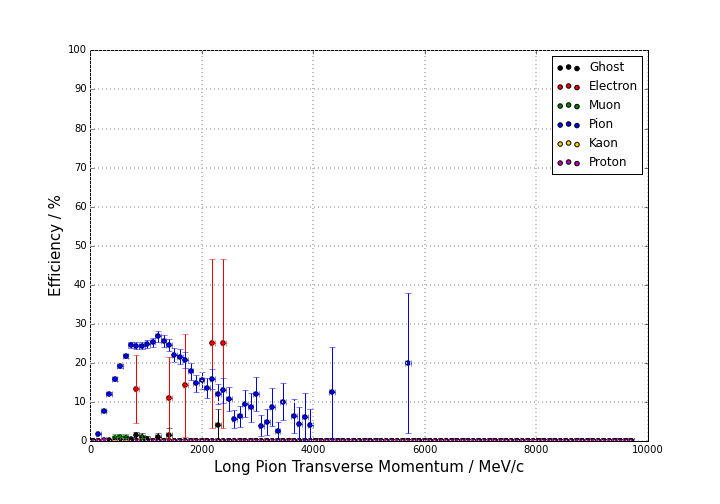 100
90
80
70
60
50
40
30
20
10
0
Efficiency / %
0 2000 4000 6000 8000 10000
Long Pion Transverse Momentum / MeV/c
Ghost
Electron
Muon
Pion
Kaon
Proton